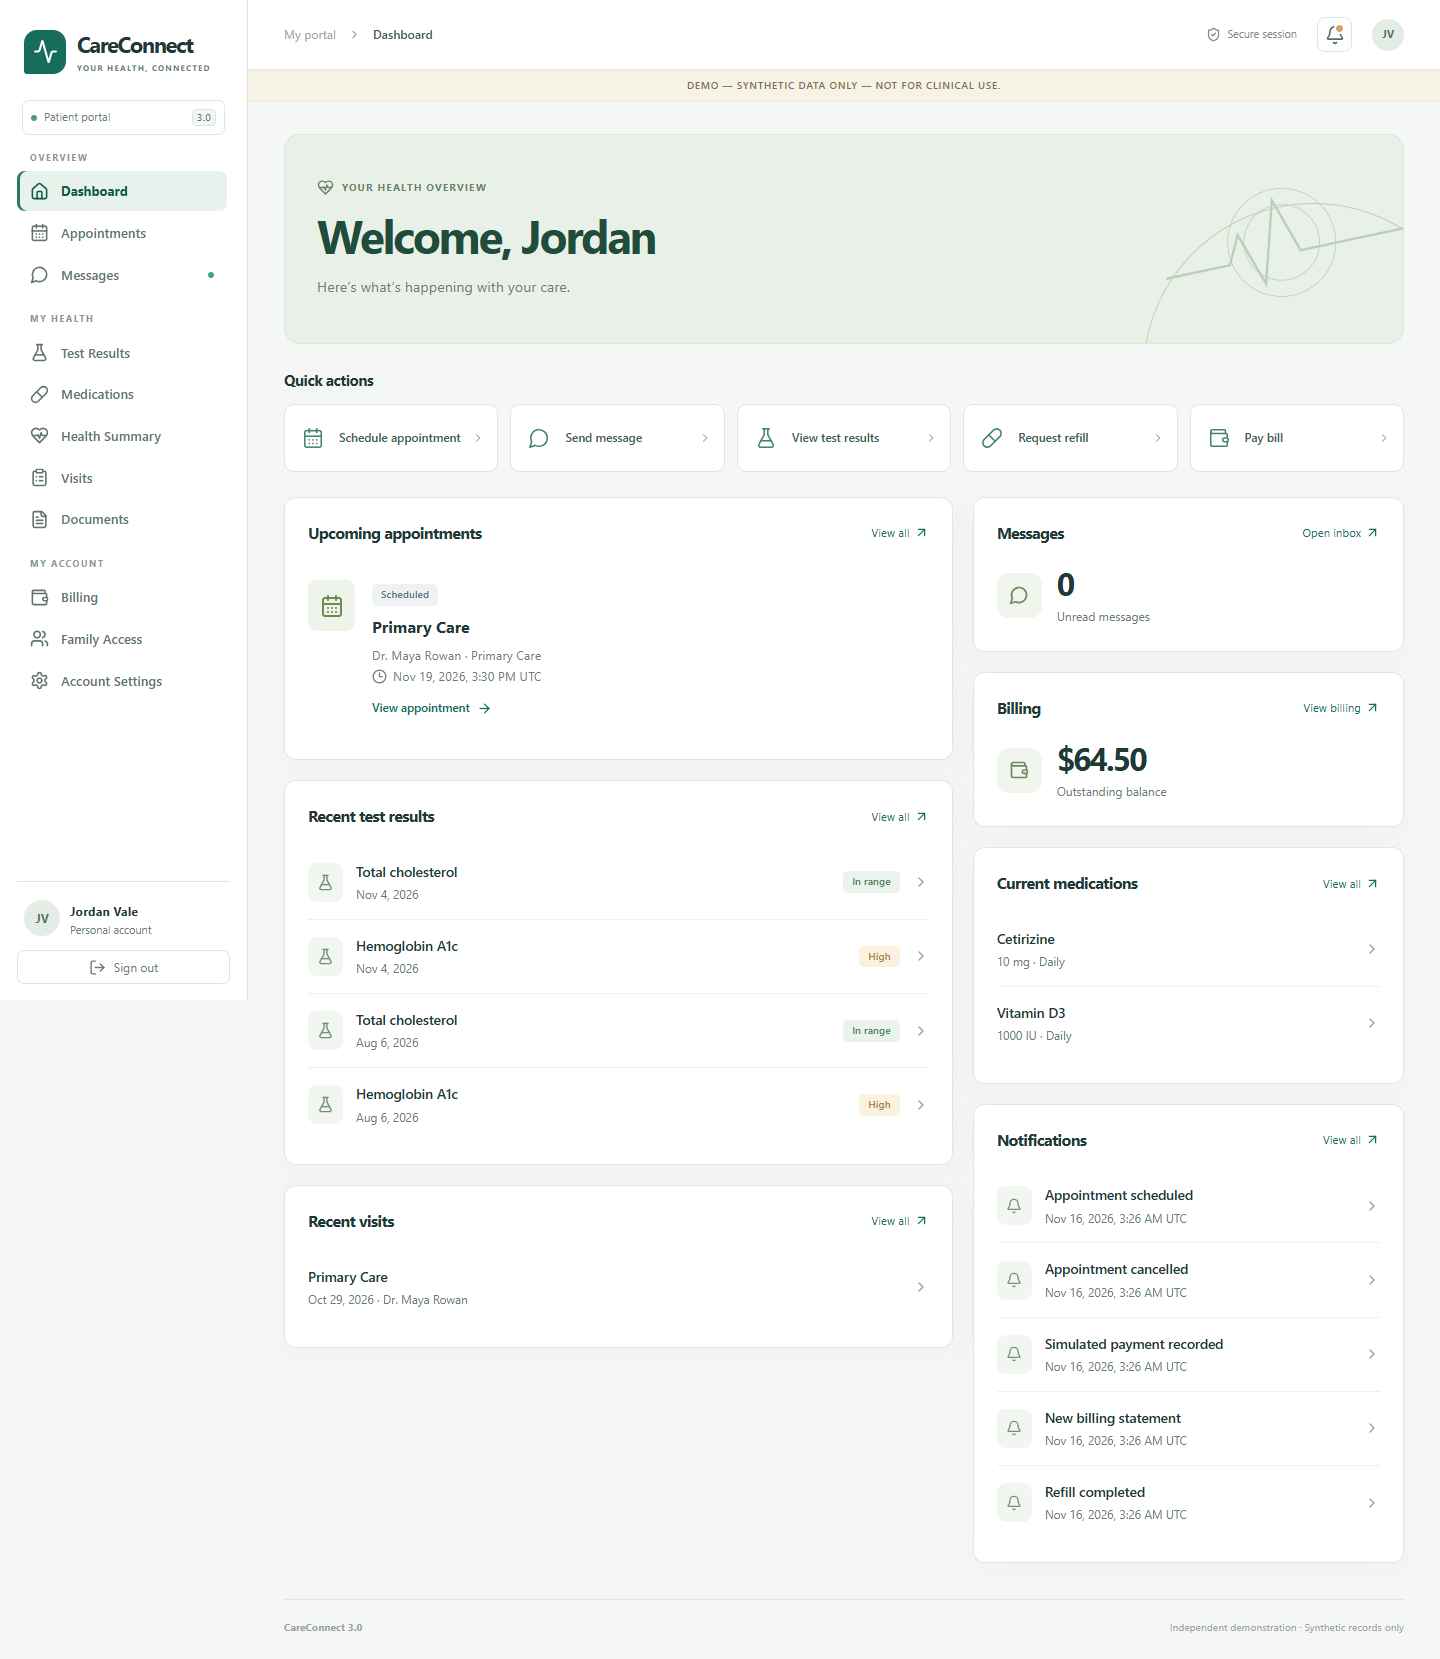 CareConnect
YOUR HEALTH, CONNECTED
Patient portal
3.0
OVERVIEW
Dashboard
Appointments
Messages
MY HEALTH
Test Results
Medications
Health Summary
Visits
Documents
MY ACCOUNT
Billing
Family Access
Account Settings
JV
Jordan Vale
Personal account
Sign out
My portal
Dashboard
Secure session
JV
DEMO — SYNTHETIC DATA ONLY — NOT FOR CLINICAL USE.
YOUR HEALTH OVERVIEW
Welcome, Jordan
Here’s what’s happening with your care.
Quick actions
Schedule appointment
Send message
View test results
Request refill
Pay bill
Upcoming appointments
View all
Scheduled
Primary Care
Dr. Maya Rowan · Primary Care
Nov 19, 2026, 3:30 PM UTC
View appointment
Recent test results
View all
Total cholesterol
Nov 4, 2026
In range
Hemoglobin A1c
Nov 4, 2026
High
Total cholesterol
Aug 6, 2026
In range
Hemoglobin A1c
Aug 6, 2026
High
Recent visits
View all
Primary Care
Oct 29, 2026 · Dr. Maya Rowan
Messages
Open inbox
0
Unread messages
Billing
View billing
$64.50
Outstanding balance
Current medications
View all
Cetirizine
10 mg · Daily
Vitamin D3
1000 IU · Daily
Notifications
View all
Appointment scheduled
Nov 16, 2026, 3:26 AM UTC
Appointment cancelled
Nov 16, 2026, 3:26 AM UTC
Simulated payment recorded
Nov 16, 2026, 3:26 AM UTC
New billing statement
Nov 16, 2026, 3:26 AM UTC
Refill completed
Nov 16, 2026, 3:26 AM UTC
CareConnect 3.0
Independent demonstration · Synthetic records only